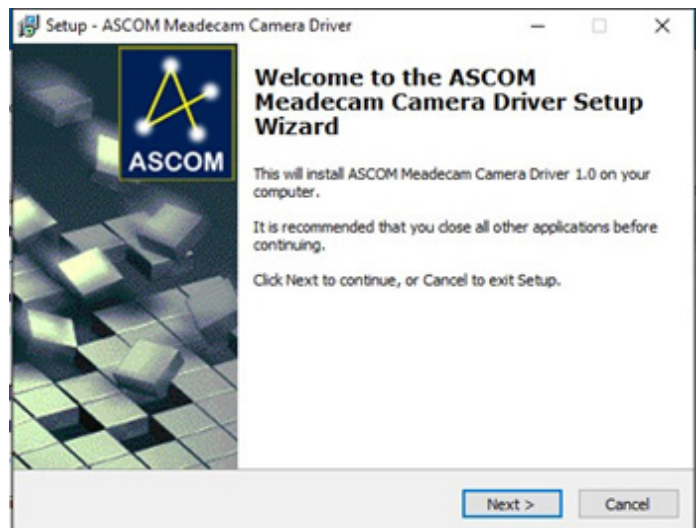 Setup - ASCOM Meadecam Camera Driver
ASCOM
Welcome to the ASCOM
Meadecam Camera Driver Setup
Wizard
This will install ASCOM Meadecam Camera Driver 1.0 on your
computer.
It is recommended that you close all other applications before
continuing.
Click Next to continue, or Cancel to exit Setup.
Next >
Cancel